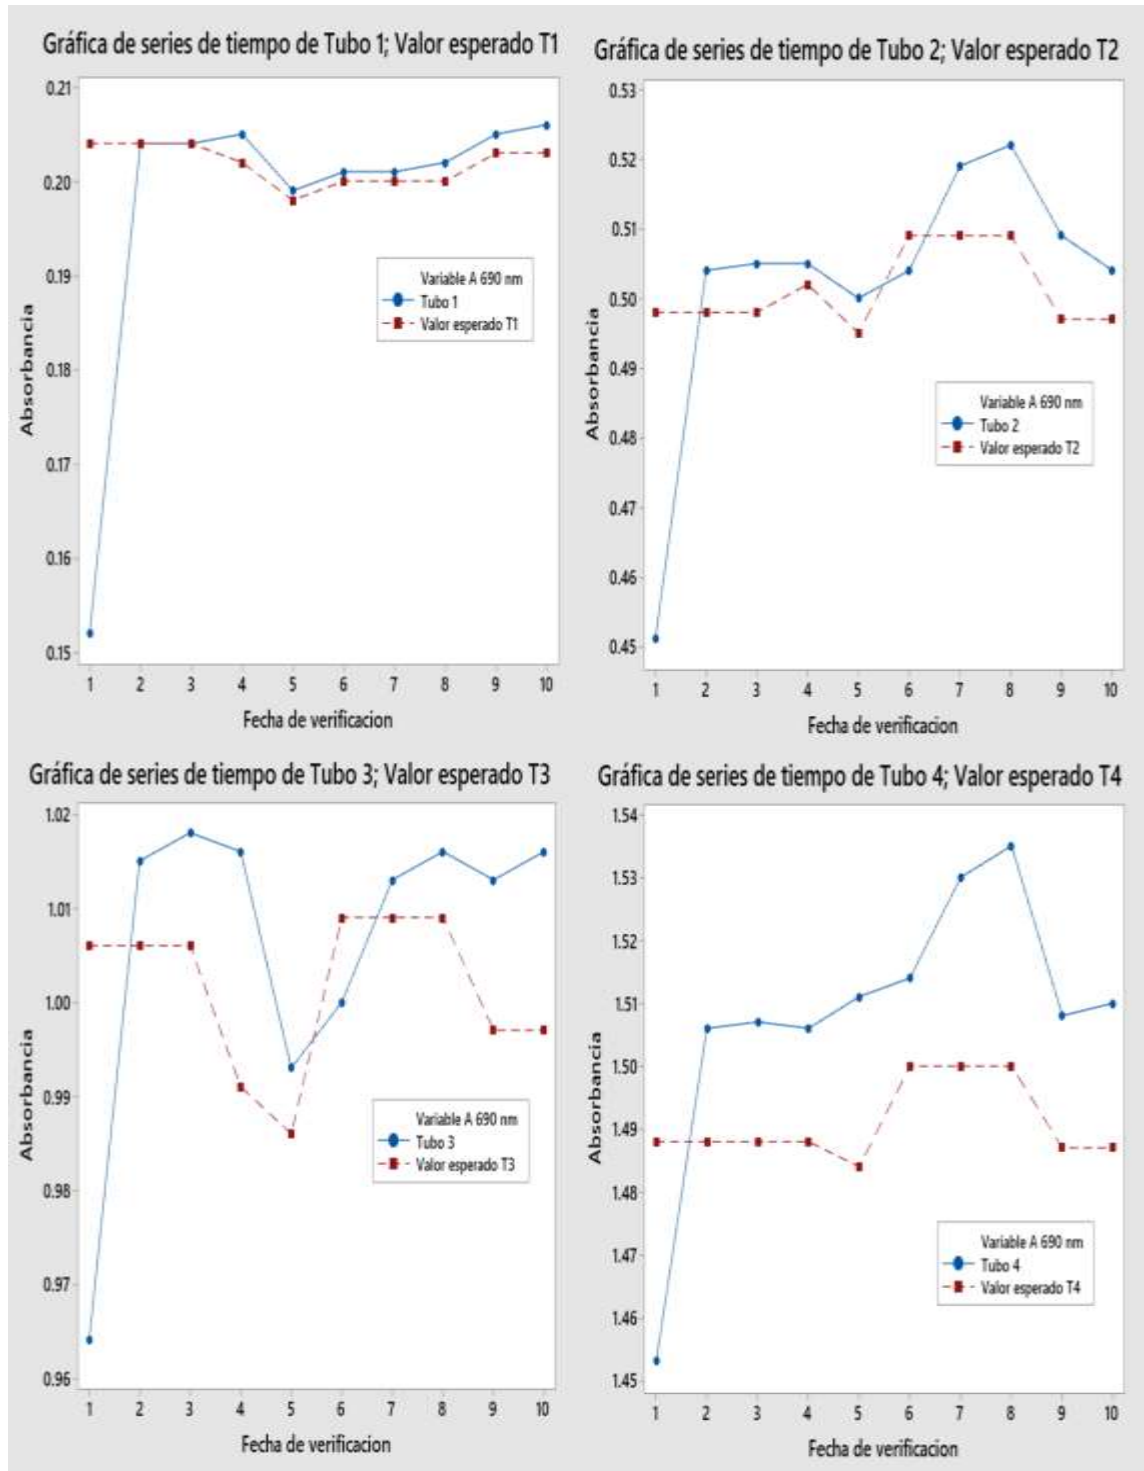 Gráfica de series de tiempo de Tubo 1; Valor esperado T1
0.21
0.20
0.19
0.18
0.17
0.16
0.15
Absorbancia
Variable A 690 nm
Tubo 1
Valor esperado T1
1 2 3 4 5 6 7 8 9 10
Fecha de verificacion
Gráfica de series de tiempo de Tubo 2; Valor esperado T2
0.53
0.52
0.51
0.50
0.49
0.48
0.47
0.46
0.45
Absorbancia
Variable A 690 nm
Tubo 2
Valor esperado T2
1 2 3 4 5 6 7 8 9 10
Fecha de verificacion
Gráfica de series de tiempo de Tubo 3; Valor esperado T3
1.02
1.01
1.00
0.99
0.98
0.97
0.96
Absorbancia
Variable A 690 nm
Tubo 3
Valor esperado T3
1 2 3 4 5 6 7 8 9 10
Fecha de verificacion
Gráfica de series de tiempo de Tubo 4; Valor esperado T4
1.54
1.53
1.52
1.51
1.50
1.49
1.48
1.47
1.46
1.45
Absorbancia
Variable A 690 nm
Tubo 4
Valor esperado T4
1 2 3 4 5 6 7 8 9 10
Fecha de verificacion